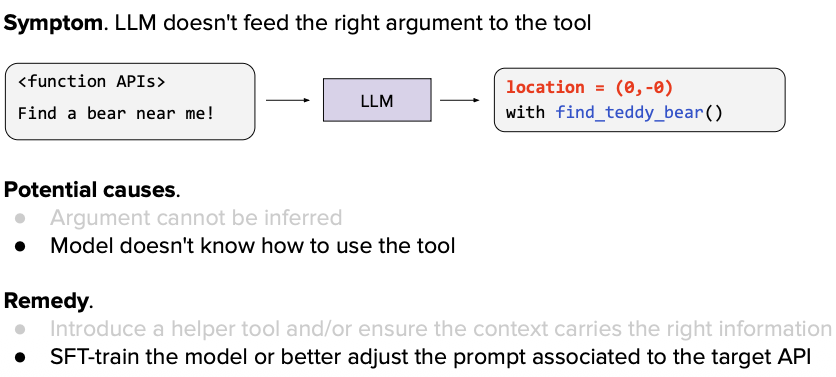 Symptom. LLM doesn't feed the right argument to the tool
<function APIs>
Find a bear near me!
LLM
location = (0,-0)
with find_teddy_bear()
Potential causes.
● Argument cannot be inferred
● Model doesn't know how to use the tool
Remedy.
● Introduce a helper tool and/or ensure the context carries the right information
● SFT-train the model or better adjust the prompt associated to the target API